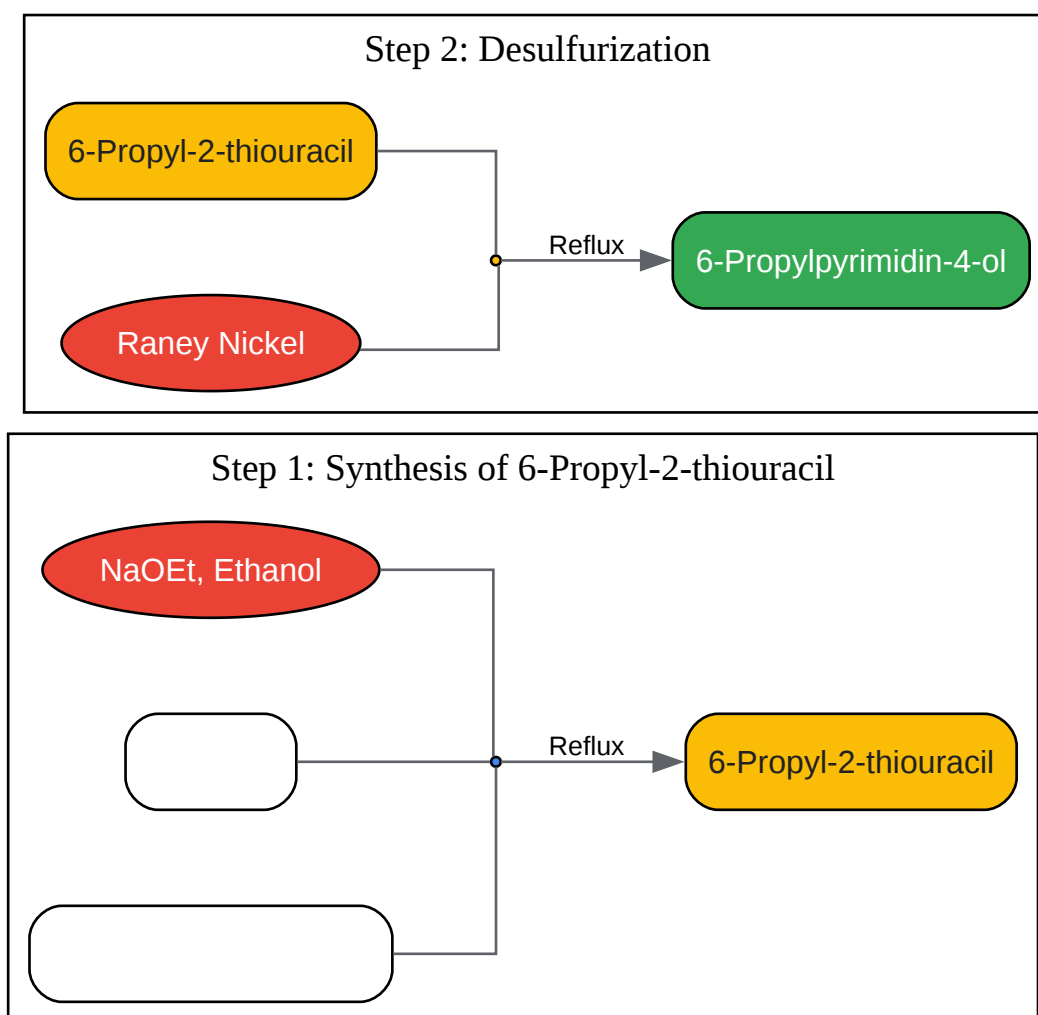 Step 2: Desulfurization
6-Propyl-2-thiouracil
Reflux
6-Propylpyrimidin-4-ol
Raney Nickel
Step 1: Synthesis of 6-Propyl-2-thiouracil
NaOEt, Ethanol
Reflux
6-Propyl-2-thiouracil